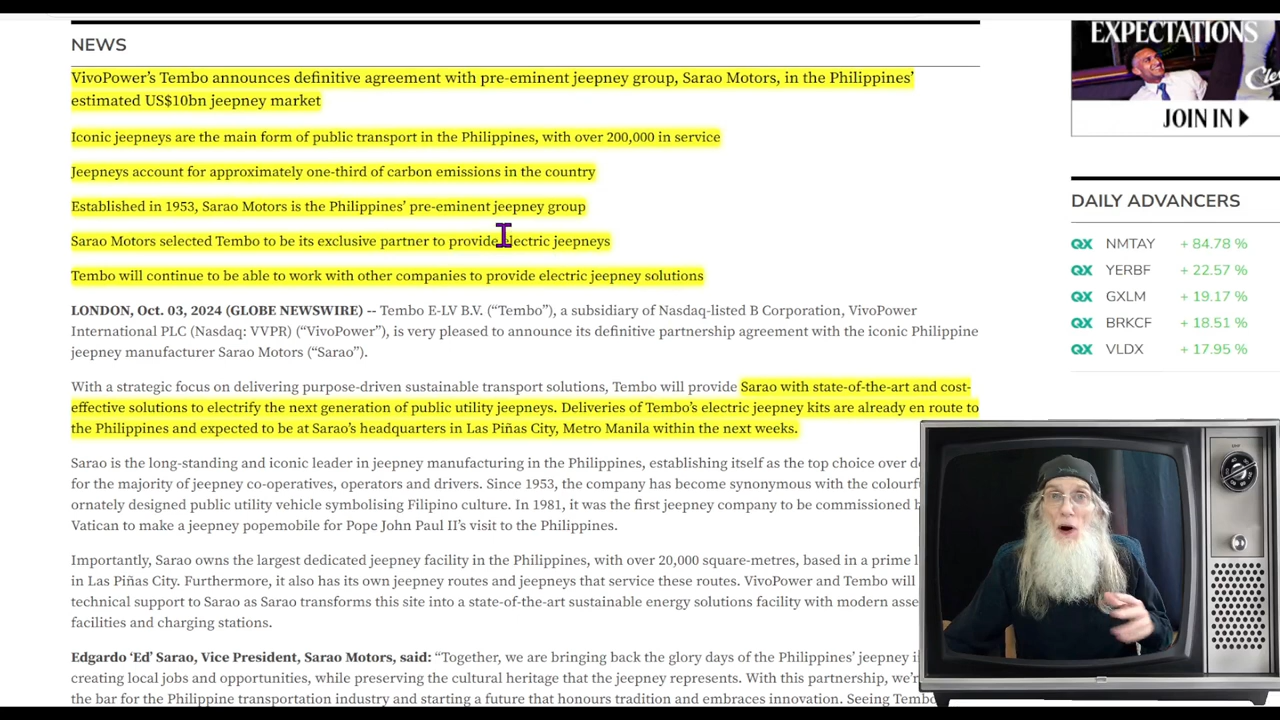 NEWS
VivoPower’s Tembo announces definitive agreement with pre-eminent jeepney group, Sarao Motors, in the Philippines’
estimated US$10bn jeepney market
Iconic jeepneys are the main form of public transport in the Philippines, with over 200,000 in service
Jeepneys account for approximately one-third of carbon emissions in the country
Established in 1953, Sarao Motors is the Philippines’ pre-eminent jeepney group
Sarao Motors selected Tembo to be its exclusive partner to provide electric jeepneys
Tembo will continue to be able to work with other companies to provide electric jeepney solutions
LONDON, Oct. 03, 2024 (GLOBE NEWSWIRE) -- Tembo E-LV B.V. (“Tembo”), a subsidiary of Nasdaq-listed B Corporation, VivoPower
International PLC (Nasdaq: VVPR) (“VivoPower”), is very pleased to announce its definitive partnership agreement with the iconic Philippine
jeepney manufacturer Sarao Motors (“Sarao”).
With a strategic focus on delivering purpose-driven sustainable transport solutions, Tembo will provide Sarao with state-of-the-art and cost-
effective solutions to electrify the next generation of public utility jeepneys. Deliveries of Tembo’s electric jeepney kits are already en route to
the Philippines and expected to be at Sarao’s headquarters in Las Piñas City, Metro Manila within the next weeks.
Sarao is the long-standing and iconic leader in jeepney manufacturing in the Philippines, establishing itself as the top choice over
for the majority of jeepney co-operatives, operators and drivers. Since 1953, the company has become synonymous with the
ornately designed public utility vehicle symbolising Filipino culture. In 1981, it was the first jeepney company to be commissioned
Vatican to make a jeepney popemobile for Pope John Paul II’s visit to the Philippines.
Importantly, Sarao owns the largest dedicated jeepney facility in the Philippines, with over 20,000 square-metres, based in a prime
in Las Piñas City. Furthermore, it also has its own jeepney routes and jeepneys that service these routes. VivoPower and Tembo will
technical support to Sarao as Sarao transforms this site into a state-of-the-art sustainable energy solutions facility with modern
facilities and charging stations.
Edgardo ‘Ed’ Sarao, Vice President, Sarao Motors, said: “Together, we are bringing back the glory days of the Philippines’ jeepney
creating local jobs and opportunities, while preserving the cultural heritage that the jeepney represents. With this partnership,
the bar for the Philippine transportation industry and starting a future that honours tradition and embraces innovation. Seeing
EXPECTATIONS
JOIN IN
DAILY ADVANCERS
QX NMTAY + 84.78 %
QX YERBF + 22.57 %
QX GXLM + 19.17 %
QX BRKCF + 18.51 %
QX VLDX + 17.95 %